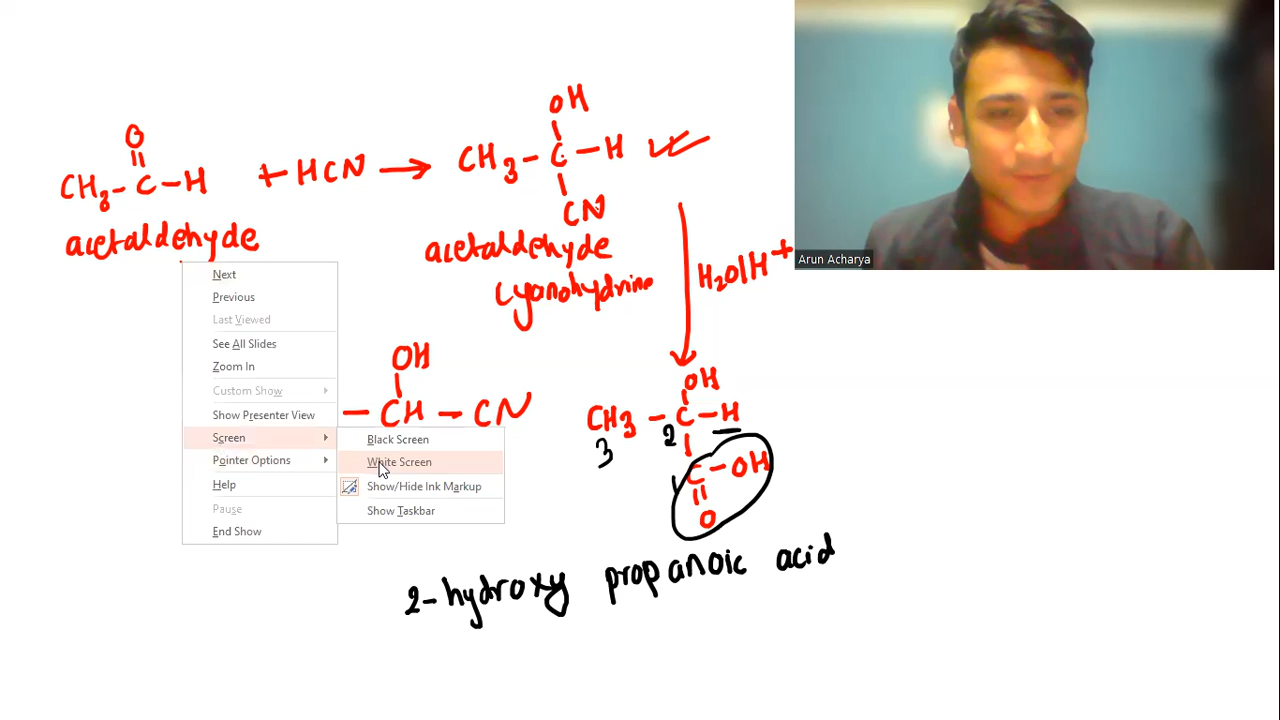 O
||
CH3 - C - H + HCN →
acetaldehyde
OH
CH3 - C - H
CN
acetaldehyde
cyanohydrine
H2O/H+
Arun Acharya
Next
Previous
Last Viewed
See All Slides
Zoom In
Custom Show
Show Presenter View
Screen
Pointer Options
Help
Pause
End Show
Black Screen
White Screen
Show/Hide Ink Markup
Show Taskbar
OH
- CH - CN
OH
CH3 - C - H
3 2
1 C - OH
||
O
2-hydroxy propanoic acid